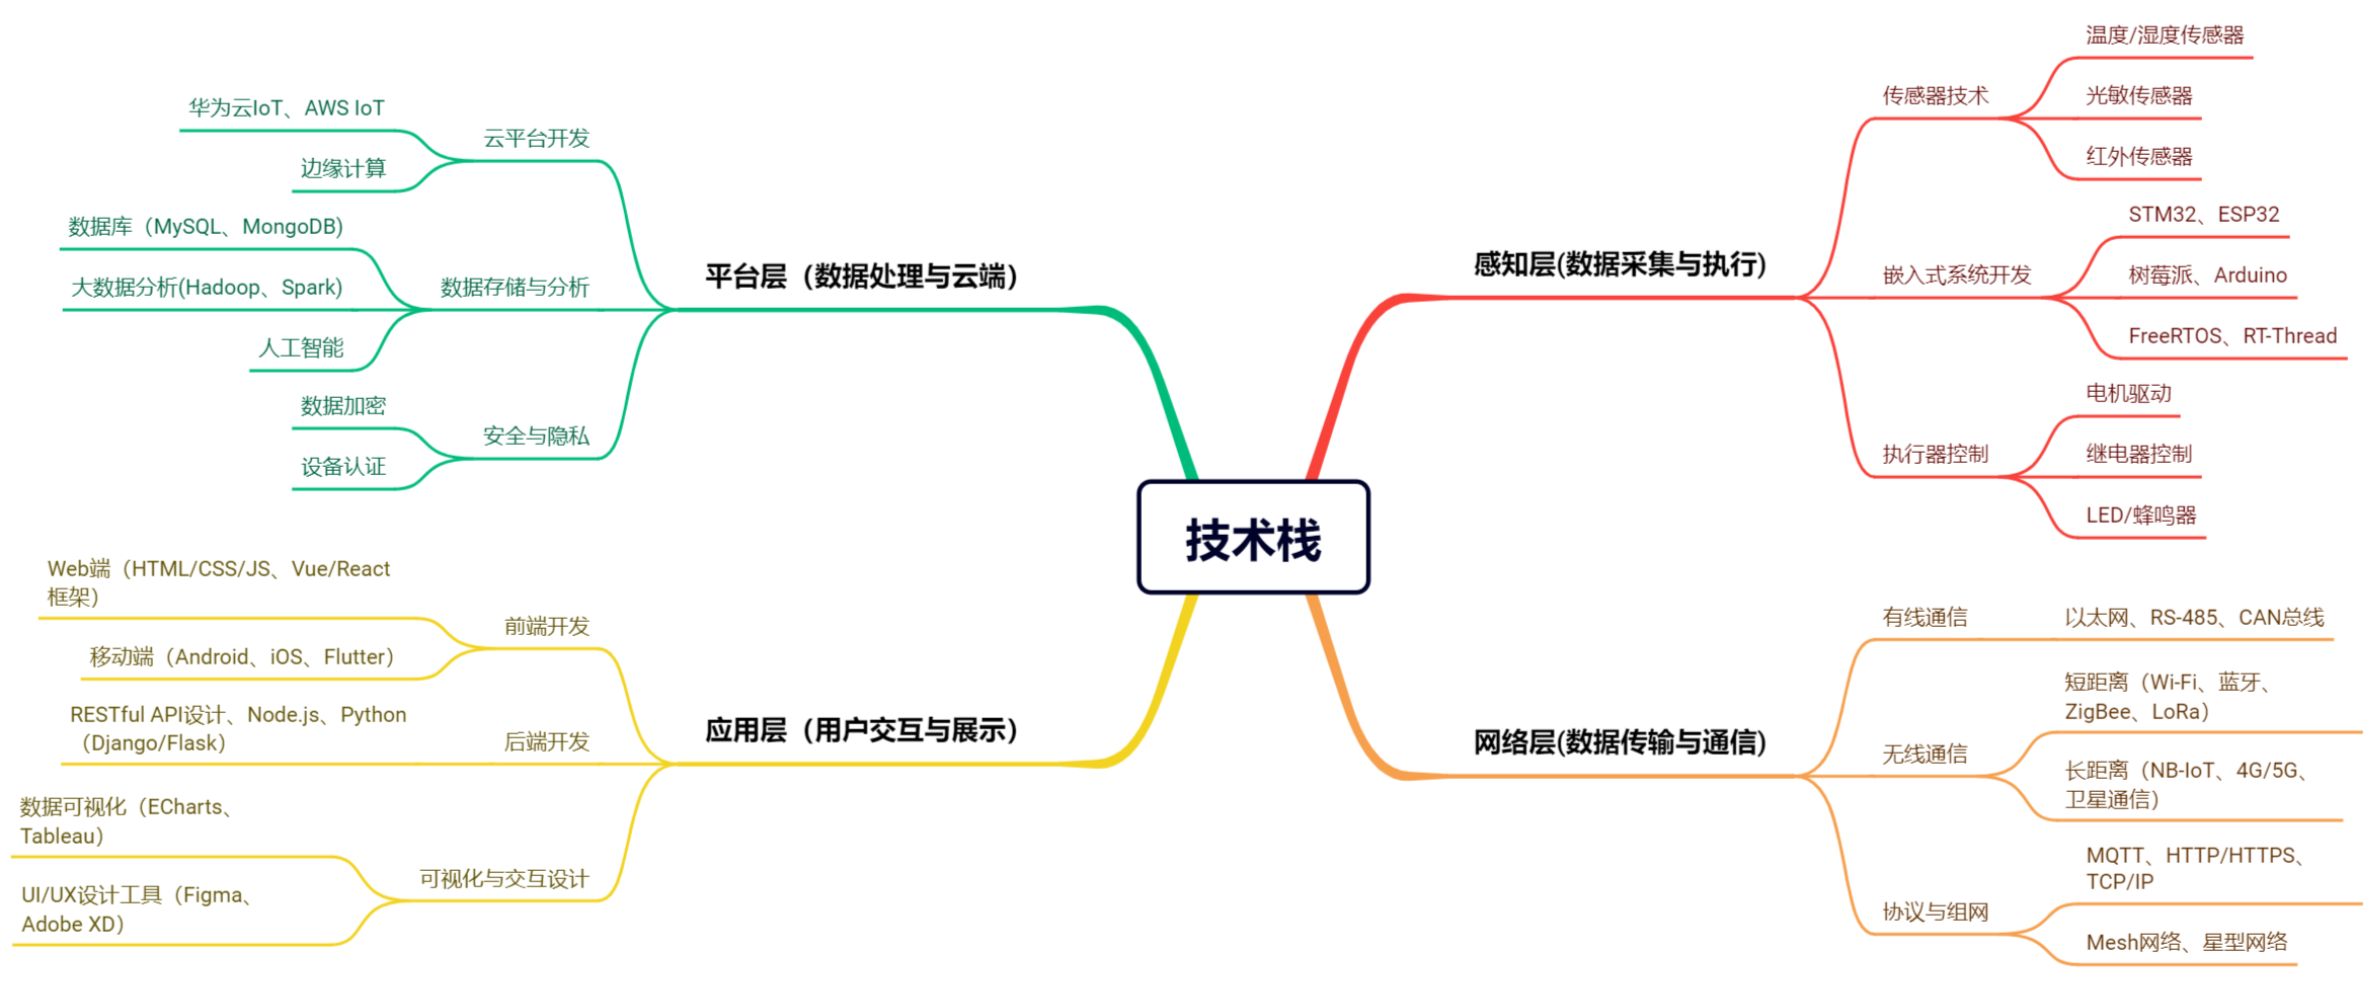 技术栈
感知层(数据采集与执行)
传感器技术
温度/湿度传感器
光敏传感器
红外传感器
嵌入式系统开发
STM32、ESP32
树莓派、Arduino
FreeRTOS、RT-Thread
执行器控制
电机驱动
继电器控制
LED/蜂鸣器
网络层(数据传输与通信)
有线通信
以太网、RS-485、CAN总线
无线通信
短距离（Wi-Fi、蓝牙、
ZigBee、LoRa）
长距离（NB-IoT、4G/5G、
卫星通信）
协议与组网
MQTT、HTTP/HTTPS、
TCP/IP
Mesh网络、星型网络
平台层（数据处理与云端）
云平台开发
华为云IoT、AWS IoT
边缘计算
数据存储与分析
数据库（MySQL、MongoDB)
大数据分析(Hadoop、Spark)
人工智能
安全与隐私
数据加密
设备认证
应用层（用户交互与展示）
前端开发
Web端（HTML/CSS/JS、Vue/React
框架）
移动端（Android、iOS、Flutter）
后端开发
RESTful API设计、Node.js、Python
（Django/Flask）
可视化与交互设计
数据可视化（ECharts、
Tableau）
UI/UX设计工具（Figma、
Adobe XD）